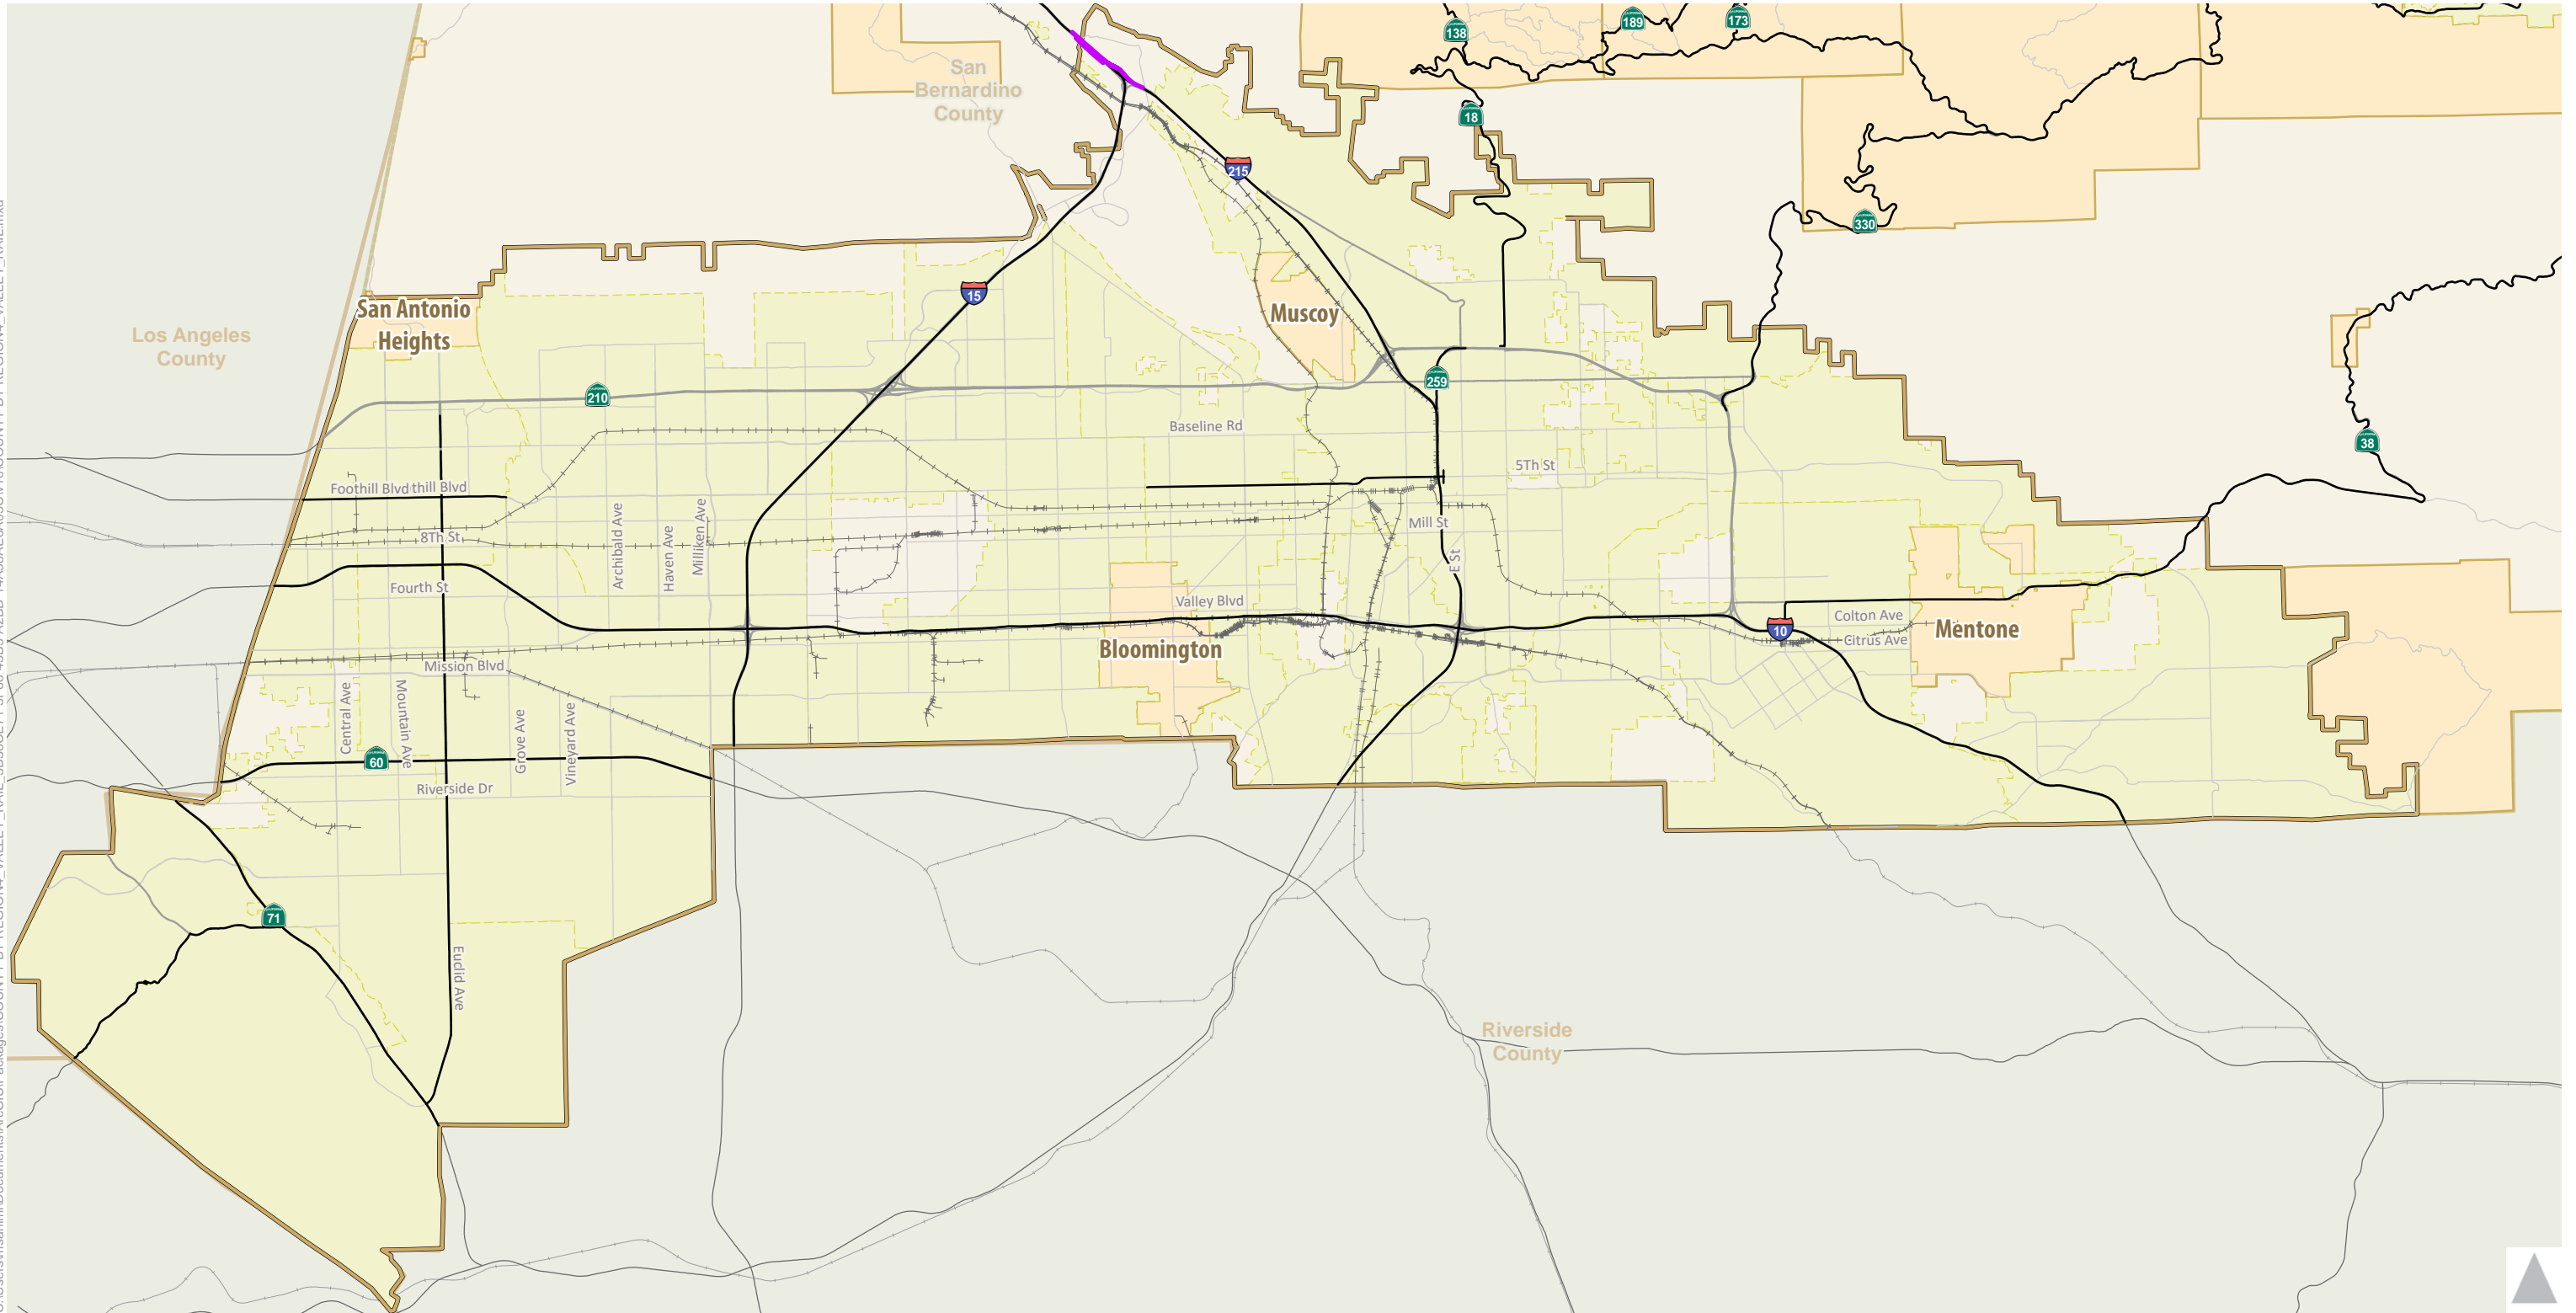 138
189
173
San
Bernardino
County
18
215
330
15
San Antonio
Heights
Muscoy
Los Angeles
County
259
210
Baseline Rd
38
5Th St
Foothill Blvd
thill Blvd
Archibald Ave
Haven Ave
Milliken Ave
Mill St
8Th St
E St
Fourth St
Valley Blvd
Colton Ave
10
Citrus Ave
Mentone
Bloomington
Mission Blvd
Central Ave
Mountain Ave
Grove Ave
Vineyard Ave
60
Riverside Dr
71
Euclid Ave
Riverside
County